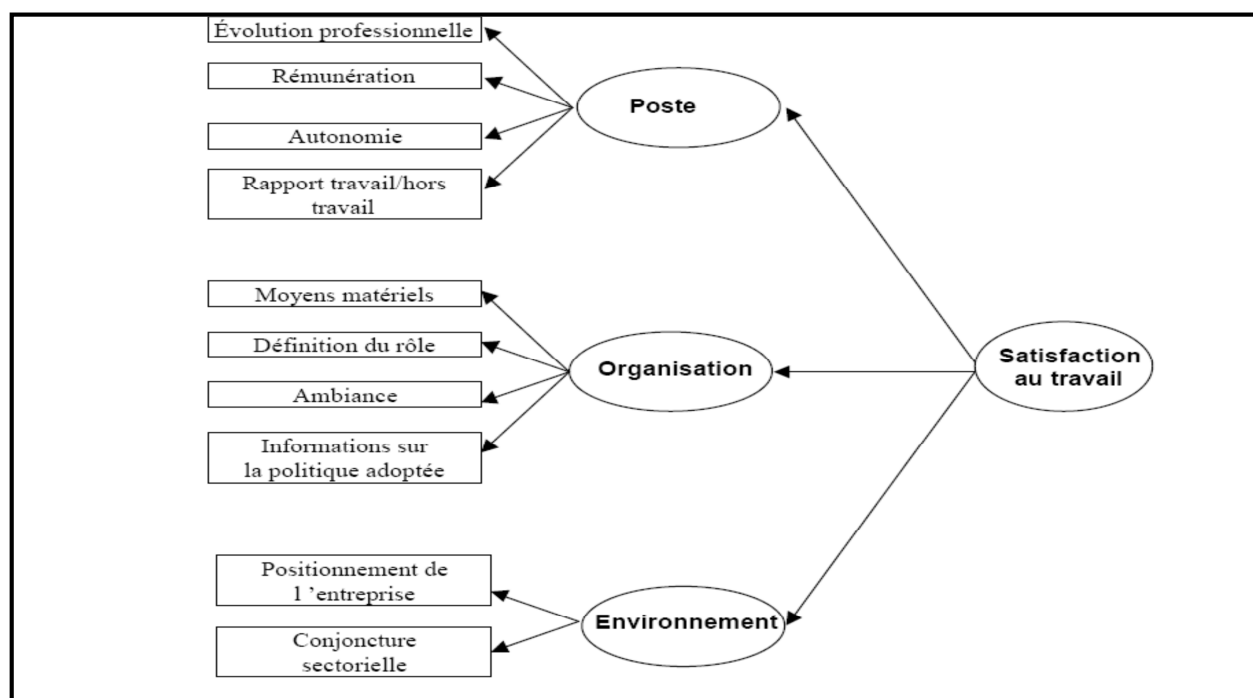 Évolution professionnelle
Rémunération
Autonomie
Rapport travail/hors
travail
Poste
Moyens matériels
Définition du rôle
Ambiance
Informations sur
la politique adoptée
Organisation
Satisfaction
au travail
Positionnement de
l ’entreprise
Conjoncture
sectorielle
Environnement